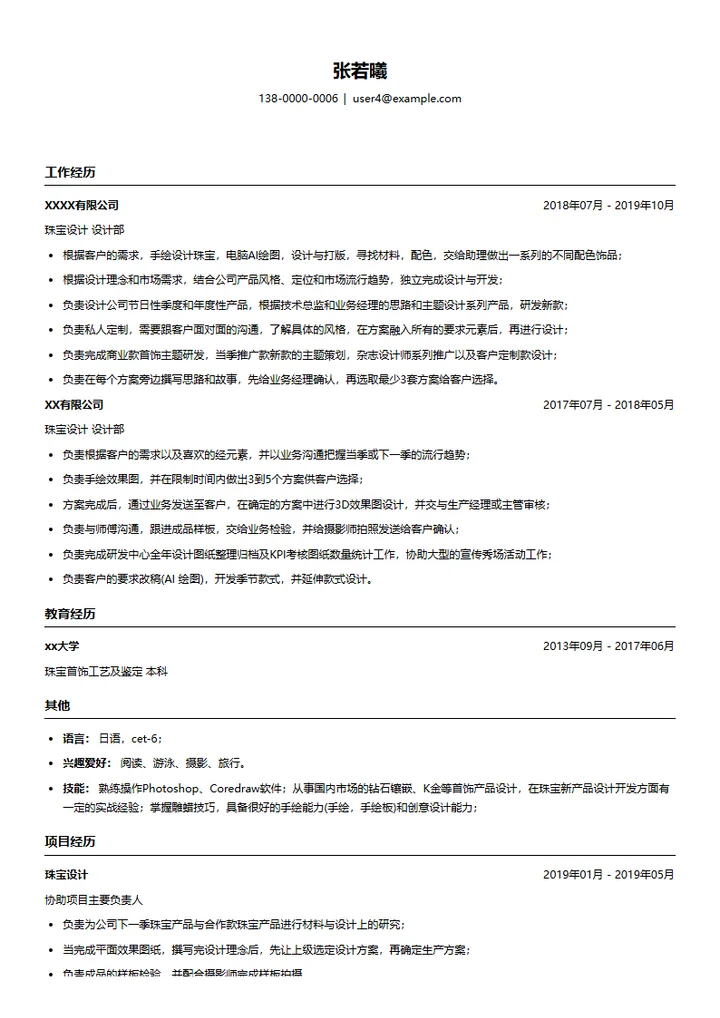 张若曦
138-0000-0006 | user4@example.com
工作经历
XXXX有限公司 2018年07月 - 2019年10月
珠宝设计 设计部
• 根据客户的需求，手绘设计珠宝，电脑AI绘图，设计与打版，寻找材料，配色，交给助理做出一系列的不同配色饰品；
• 根据设计理念和市场需求，结合公司产品风格、定位和市场流行趋势，独立完成设计与开发；
• 负责设计公司节日性季度和年度性产品，根据技术总监和业务经理的思路和主题设计系列产品，研发新款；
• 负责私人定制，需要跟客户面对面的沟通，了解具体的风格，在方案融入所有的要求元素后，再进行设计；
• 负责完成商业款首饰主题研发，当季推广款新款的主题策划，杂志设计师系列推广以及客户定制款设计；
• 负责在每个方案旁边撰写思路和故事，先给业务经理确认，再选取最少3套方案给客户选择。
XX有限公司 2017年07月 - 2018年05月
珠宝设计 设计部
• 负责根据客户的需求以及喜欢的经元素，并以业务沟通把握当季或下一季的流行趋势；
• 负责手绘效果图，并在限制时间内做出3到5个方案供客户选择；
• 方案完成后，通过业务发送至客户，在确定的方案中进行3D效果图设计，并交与生产经理或主管审核；
• 负责与师傅沟通，跟进成品样板，交给业务检验，并给摄影师拍照发送给客户确认；
• 负责完成研发中心全年设计图纸整理归档及KPI考核图纸数量统计工作，协助大型的宣传秀场活动工作；
• 负责客户的要求改稿(AI 绘图)，开发季节款式，并延伸款式设计。
教育经历
xx大学 2013年09月 - 2017年06月
珠宝首饰工艺及鉴定 本科
其他
• 语言： 日语，cet-6；
• 兴趣爱好： 阅读、游泳、摄影、旅行。
• 技能： 熟练操作Photoshop、Coredraw软件；从事国内市场的钻石镶嵌、K金等首饰产品设计，在珠宝新产品设计开发方面有
一定的实战经验；掌握雕蜡技巧，具备很好的手绘能力(手绘，手绘板)和创意设计能力；
项目经历
珠宝设计 2019年01月 - 2019年05月
协助项目主要负责人
• 负责为公司下一季珠宝产品与合作款珠宝产品进行材料与设计上的研究；
• 当完成平面效果图纸，撰写完设计理念后，先让上级选定设计方案，再确定生产方案；
• 负责成品的样板检验，并配合摄影师完成样板拍摄